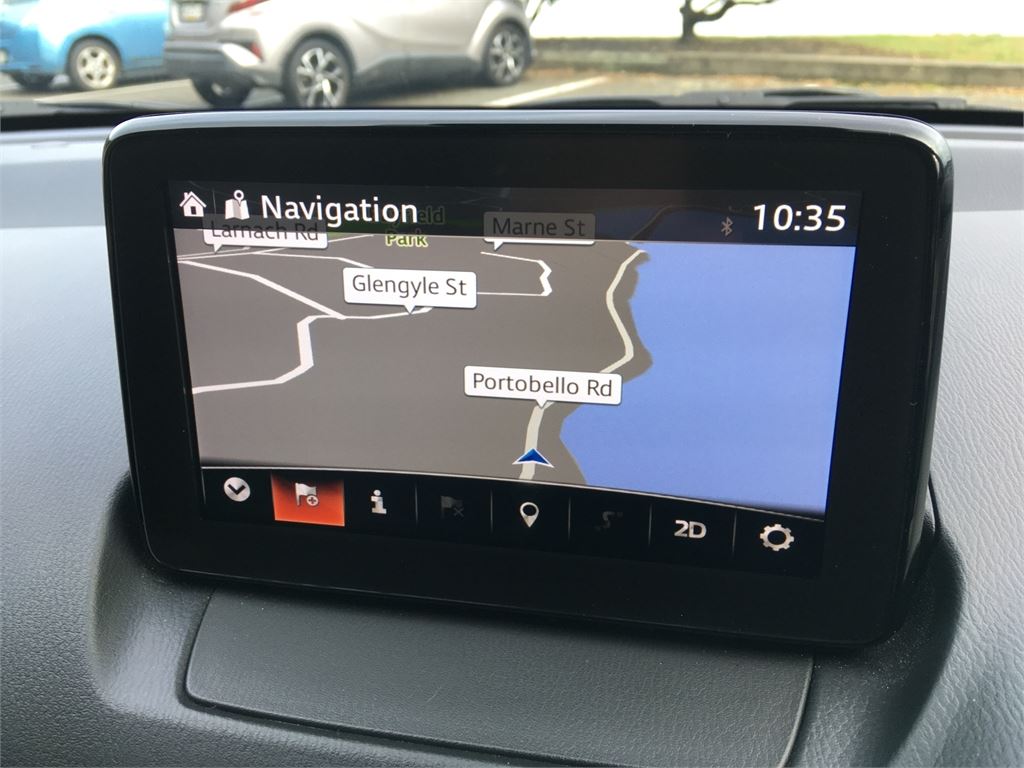 Navigation
10:35
Larnach Rd
Park
Marne St
Glengyle St
Portobello Rd
2D